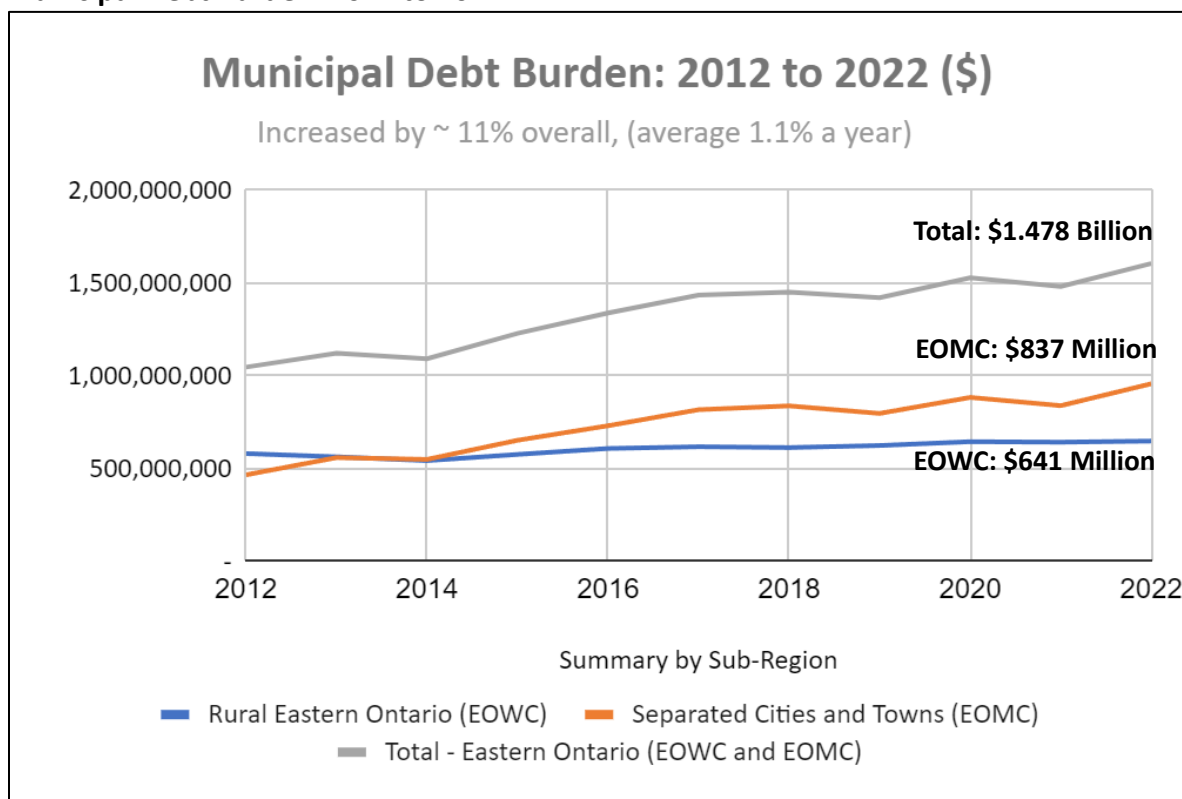 Municipal Debt Burden: 2012 to 2022 ($)
Increased by ~ 11% overall, (average 1.1% a year)
2,000,000,000
Total: $1.478 Billion
1,500,000,000
EOMC: $837 Million
1,000,000,000
EOWC: $641 Million
500,000,000
-
2012 2014 2016 2018 2020 2022
Summary by Sub-Region
Rural Eastern Ontario (EOWC) Separated Cities and Towns (EOMC)
Total - Eastern Ontario (EOWC and EOMC)